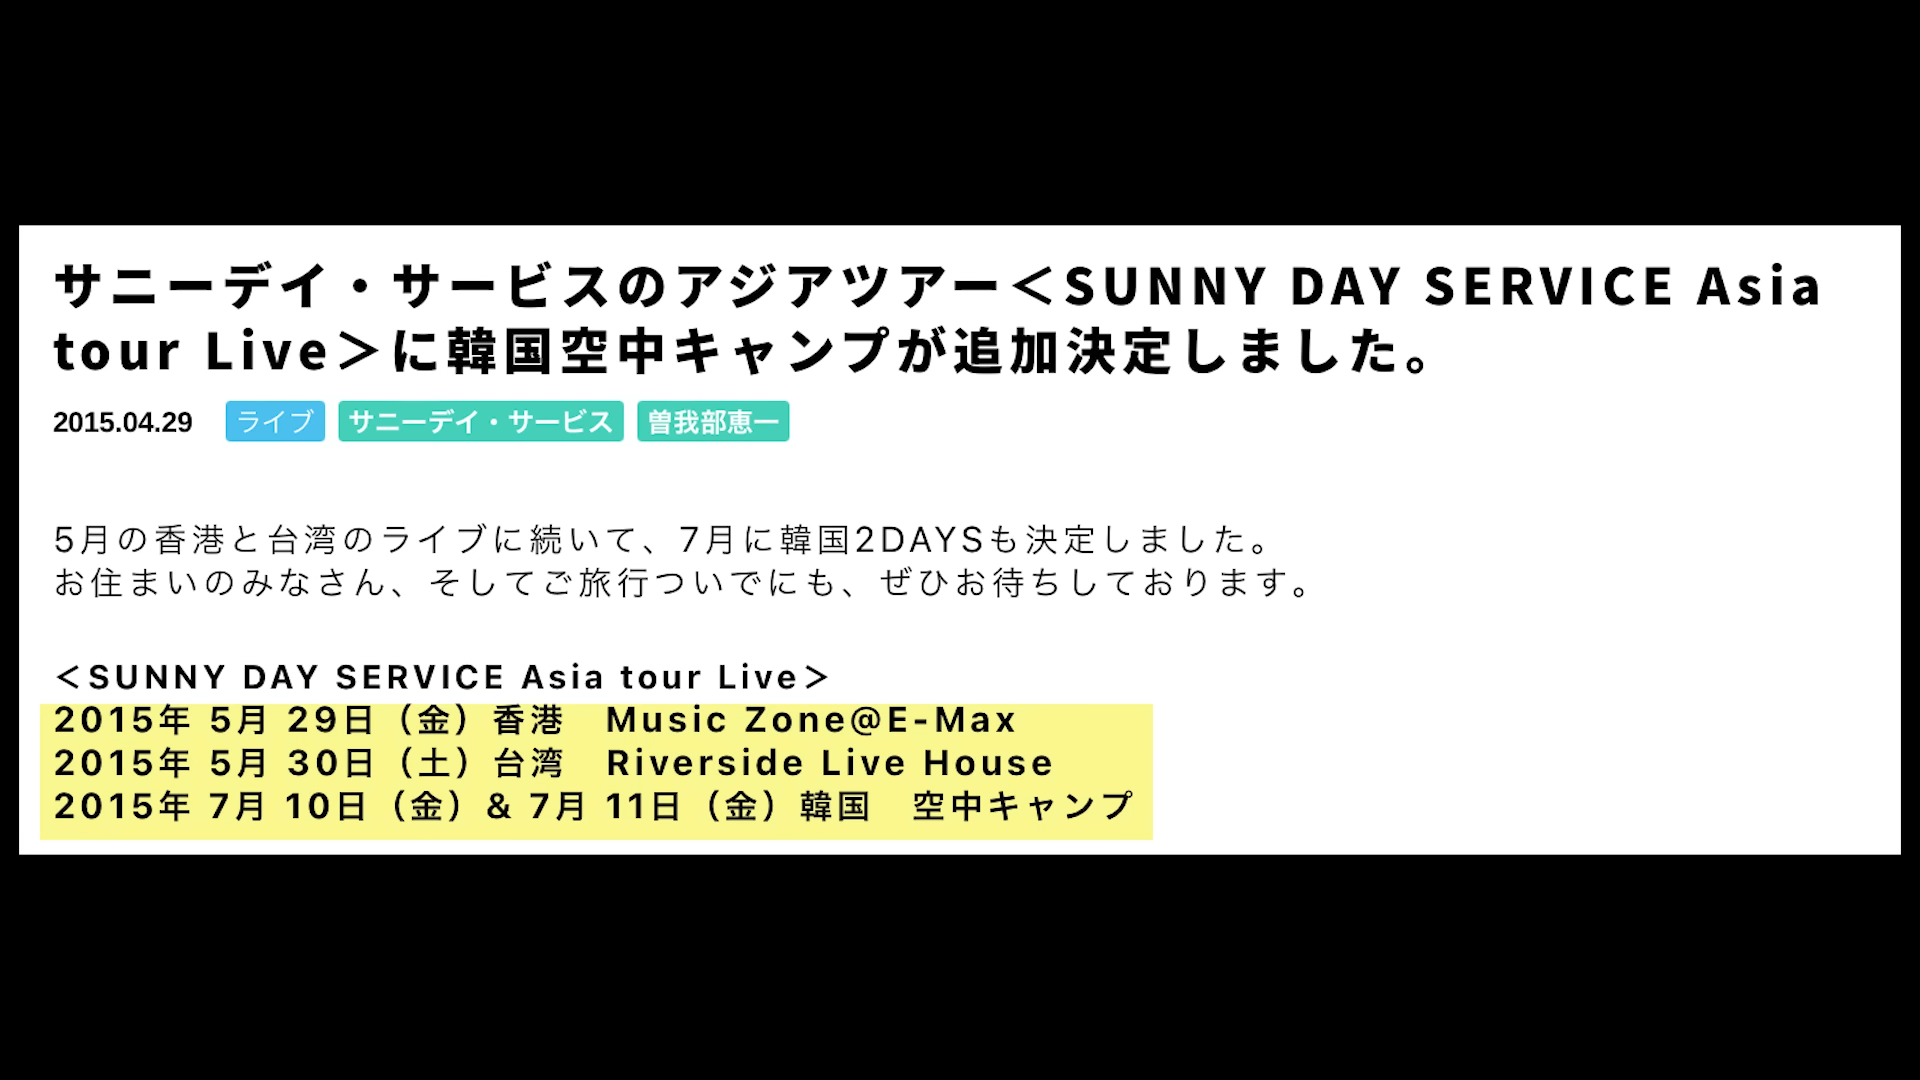 サニーデイ・サービスのアジアツアー＜SUNNY DAY SERVICE Asia
tour Live＞に韓国空中キャンプが追加決定しました。
2015.04.29 ライブ サニーデイ・サービス 曽我部恵一
5月の香港と台湾のライブに続いて、7月に韓国2DAYSも決定しました。
お住まいのみなさん、そしてご旅行ついでにも、ぜひお待ちしております。
＜SUNNY DAY SERVICE Asia tour Live＞
2015年 5月 29日（金）香港　Music Zone@E-Max
2015年 5月 30日（土）台湾　Riverside Live House
2015年 7月 10日（金）& 7月 11日（金）韓国　空中キャンプ